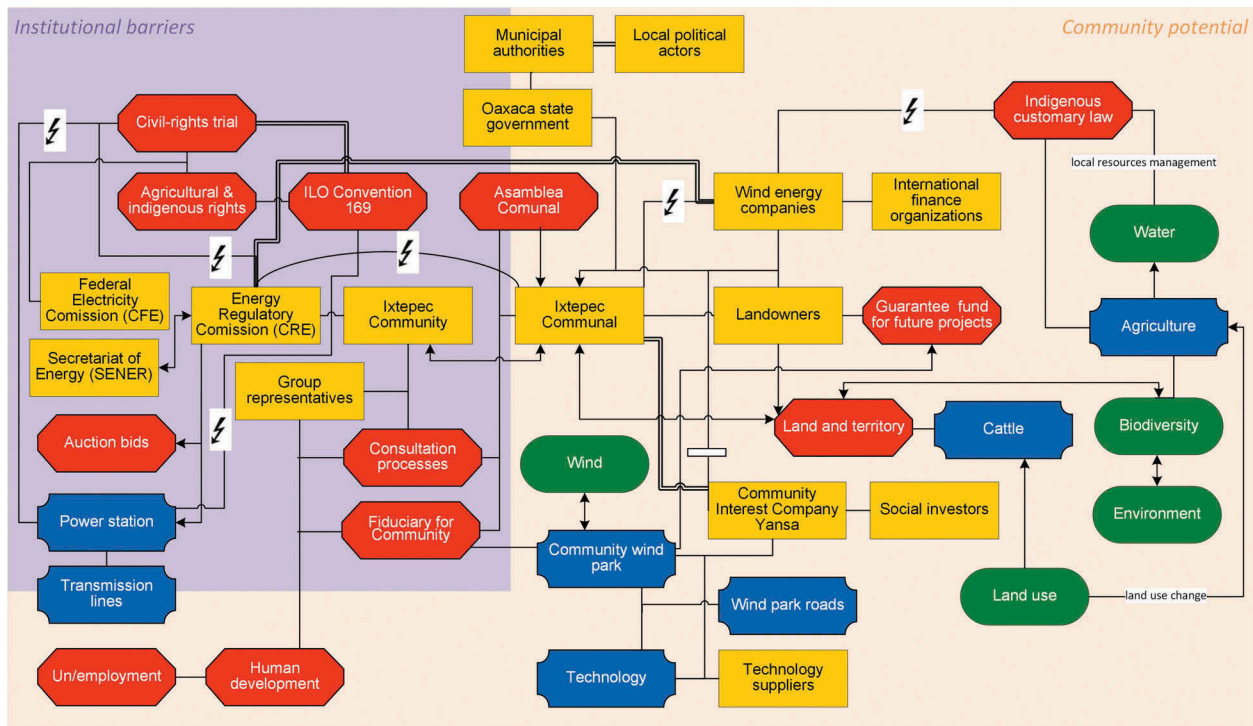 Institutional barriers
Community potential
Municipal
authorities
Local political
actors
Oaxaca state
government
Civil-rights trial
Indigenous
customary law
local resources management
Agricultural &
indigenous rights
ILO Convention
169
Asamblea
Comunal
Wind energy
companies
International
finance
organizations
Water
Federal
Electricity
Comission (CFE)
Energy
Regulatory
Comission (CRE)
Ixtepec
Community
Ixtepec
Communal
Landowners
Guarantee fund
for future projects
Agriculture
Secretariat of
Energy (SENER)
Group
representatives
Auction bids
Consultation
processes
Wind
Land and
territory
Cattle
Biodiversity
Power station
Fiduciary for
Community
Community wind
park
Community
Interest Company
Yansa
Social investors
Environment
Transmission
lines
Wind park roads
Land use
land use change
Un/employment
Human
development
Technology
Technology
suppliers